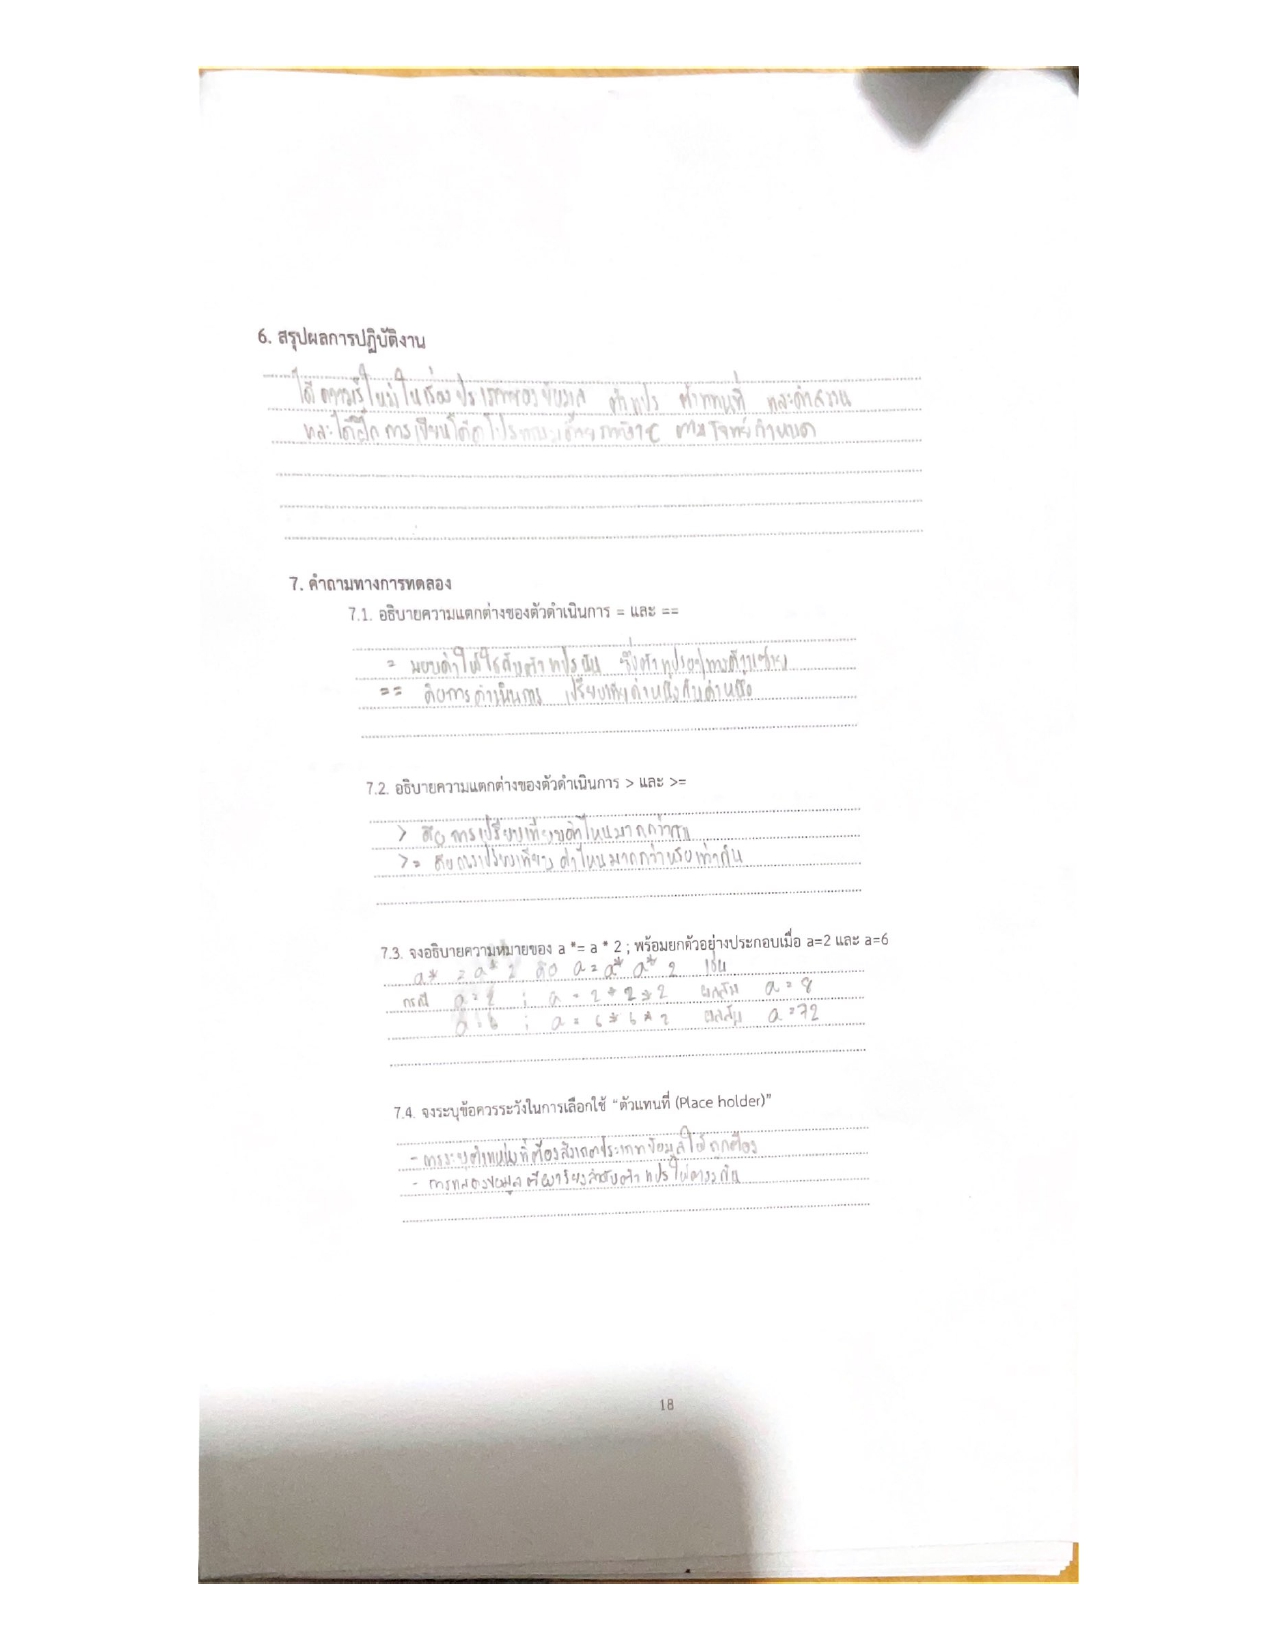 6. สรุปผลการปฏิบัติงาน
ได้ความรู้ใหม่ในเรื่องประเภทของข้อมูล ตัวแปร ตัวแทนที่ และคำสงวน
และได้ฝึกการเขียนโค้ดโปรแกรมด้วยภาษาc ตามโจทย์กำหนด
7. คำถามทางการทดลอง
7.1. อธิบายความแตกต่างของตัวดำเนินการ = และ ==
= มอบค่าให้ใส่กับตัวแปรนั้น ซึ่งตัวแปรอยู่ทางด้านซ้าย
== คือการดำเนินการ เปรียบเทียบค่าหนึ่งกับค่าหนึ่ง
7.2. อธิบายความแตกต่างของตัวดำเนินการ > และ >=
> คือ การเปรียบเทียบค่าไหนมากกว่ากัน
>= คือการเปรียบเทียบ ค่าไหนมากกว่าหรือเท่ากัน
7.3. จงอธิบายความหมายของ a *= a * 2 ; พร้อมยกตัวอย่างประกอบเมื่อ a=2 และ a=6
a* = a* 2 คือ a = a* a* 2 เช่น
กรณี a = 2 ; a = 2 * 2 * 2 ผลลัพธ์ a = 8
a = 6 ; a = 6 * 6 * 2 ผลลัพธ์ a = 72
7.4. จงระบุข้อควรระวังในการเลือกใช้ “ตัวแทนที่ (Place holder)”
- การระบุตำแหน่งที่ต้องสังเกตประเภทข้อมูลให้ถูกต้อง
- การแสดงข้อมูล สำหรับตัวแปรให้ตรงกัน
18